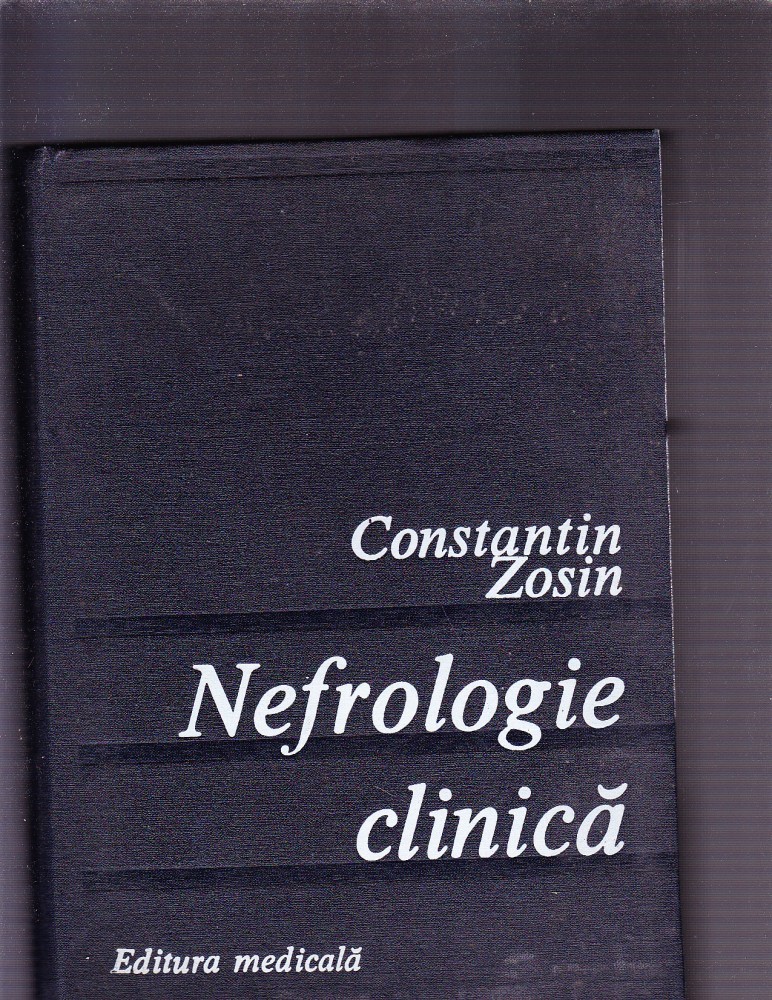 Constantin
Zosin
Nefrologie
clinică
Editura medicală